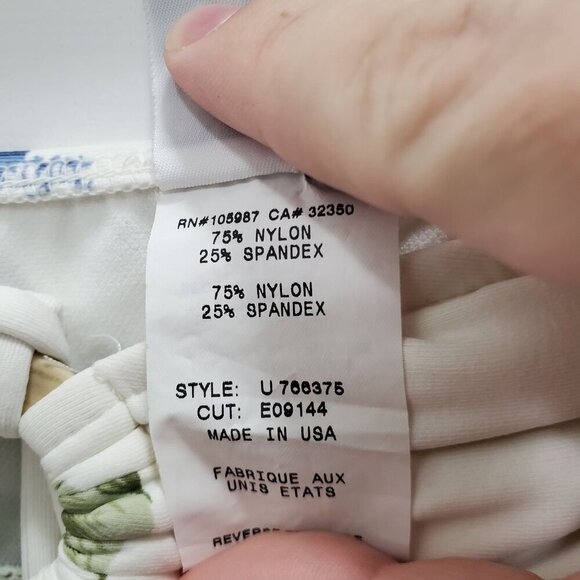 RN#105987 CA# 32350
75% NYLON
25% SPANDEX
75% NYLON
25% SPANDEX
STYLE: U766375
CUT: E09144
MADE IN USA
FABRIQUE AUX
UNIS ETATS